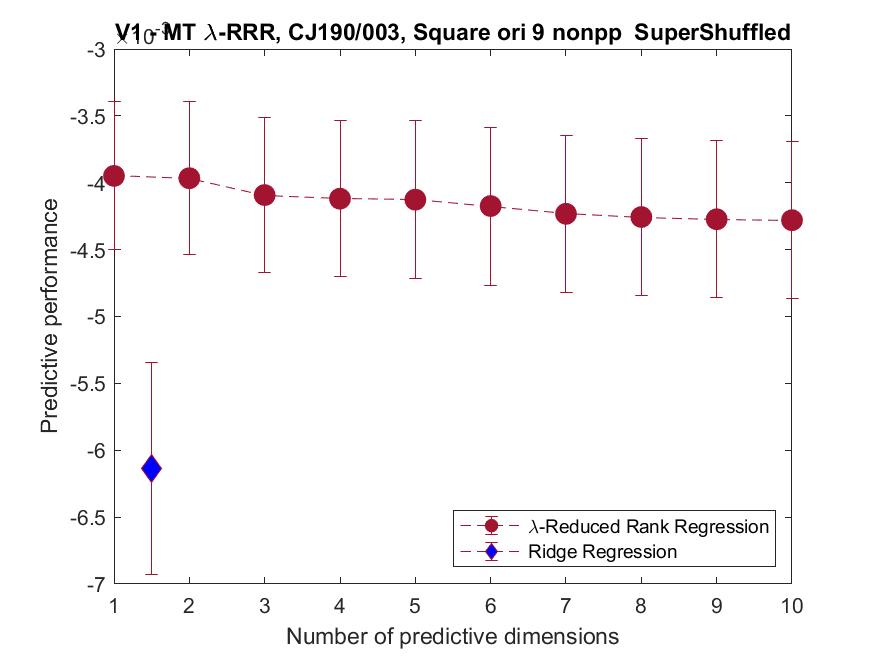 V1 - MT λ-RRR, CJ190/003, Square ori 9 nonpp  SuperShuffled
×10⁻³
-3
-3.5
-4
-4.5
-5
-5.5
-6
-6.5
-7
Predictive performance
1 2 3 4 5 6 7 8 9 10
Number of predictive dimensions
λ-Reduced Rank Regression
Ridge Regression